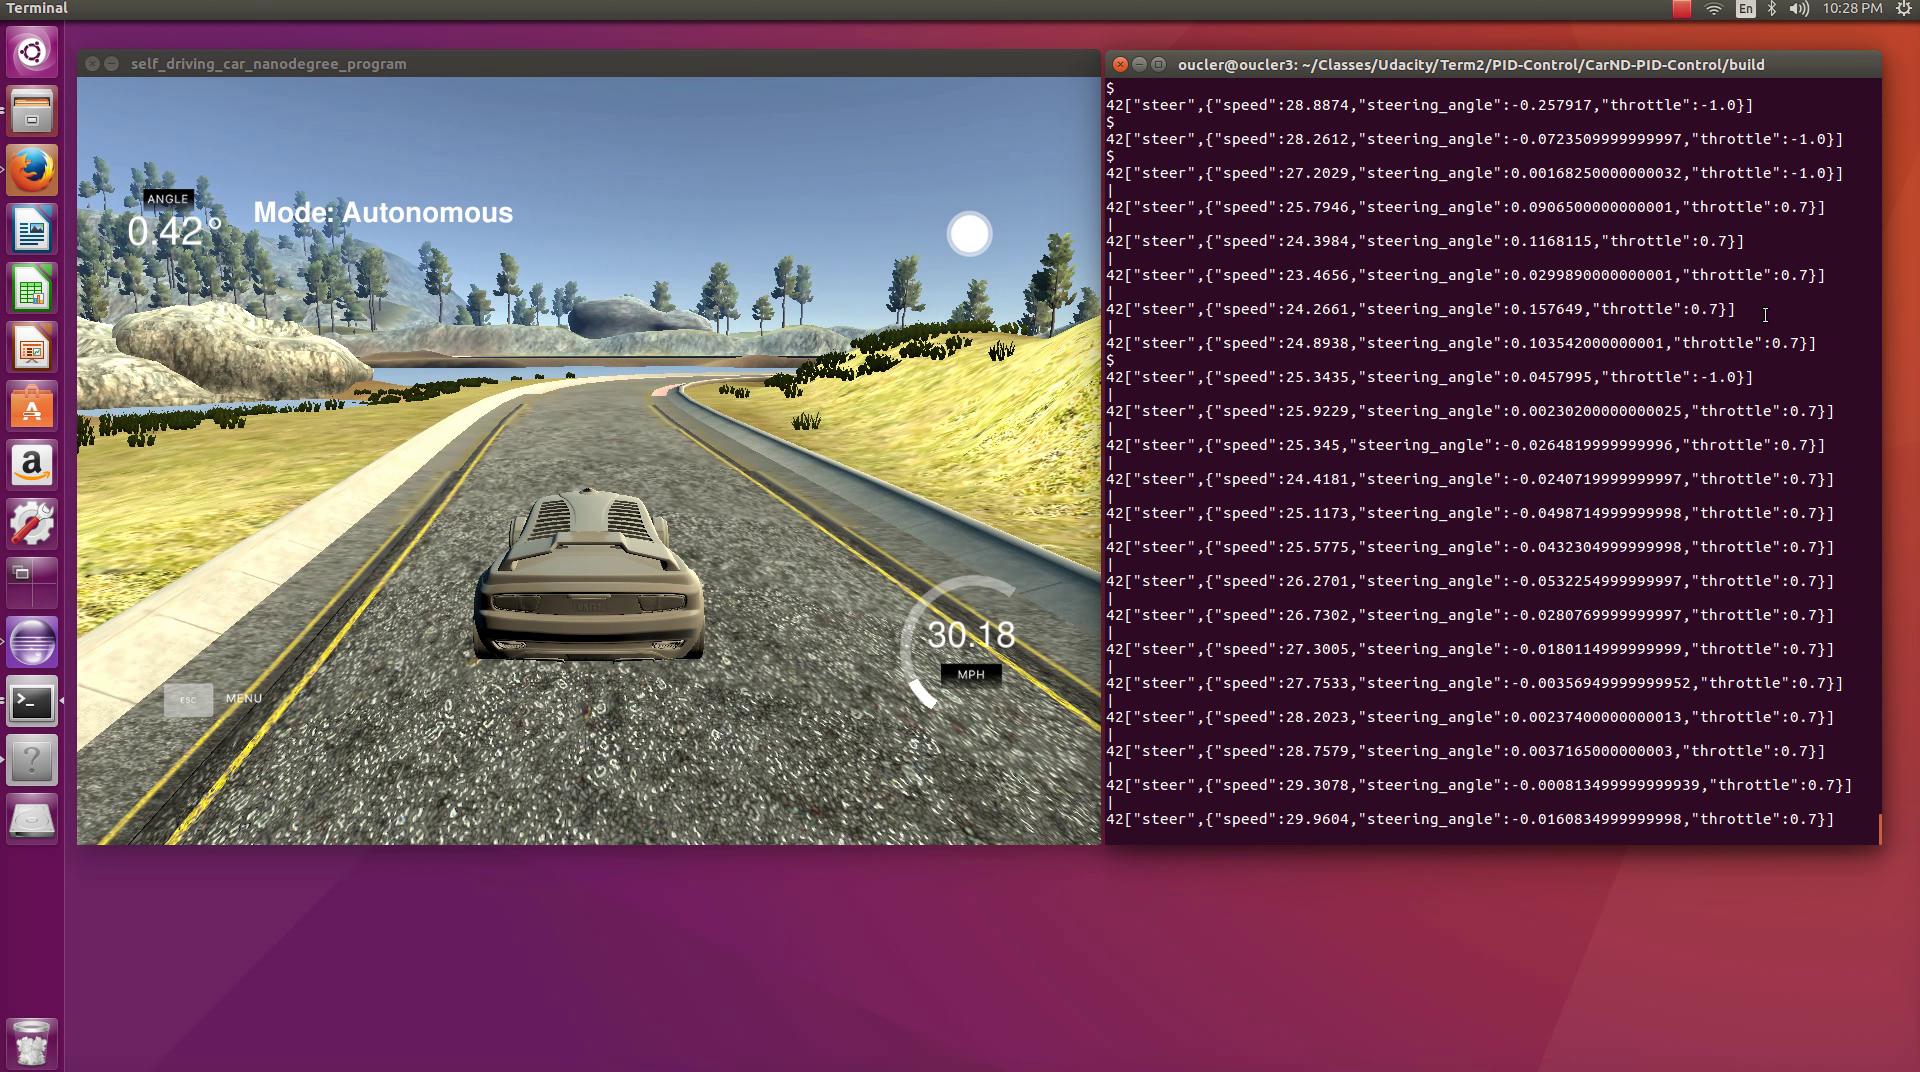 Terminal
En
10:28 PM
self_driving_car_nanodegree_program
ANGLE
0.42°
Mode: Autonomous
30.18
MPH
ESC
MENU
oucler@oucler3: ~/Classes/Udacity/Term2/PID-Control/CarND-PID-Control/build
$
42["steer",{"speed":28.8874,"steering_angle":-0.257917,"throttle":-1.0}]
$
42["steer",{"speed":28.2612,"steering_angle":-0.0723509999999997,"throttle":-1.0}]
$
42["steer",{"speed":27.2029,"steering_angle":0.00168250000000032,"throttle":-1.0}]
|
42["steer",{"speed":25.7946,"steering_angle":0.0906500000000001,"throttle":0.7}]
|
42["steer",{"speed":24.3984,"steering_angle":0.1168115,"throttle":0.7}]
|
42["steer",{"speed":23.4656,"steering_angle":0.0299890000000001,"throttle":0.7}]
|
42["steer",{"speed":24.2661,"steering_angle":0.157649,"throttle":0.7}]
|
42["steer",{"speed":24.8938,"steering_angle":0.103542000000001,"throttle":0.7}]
$
42["steer",{"speed":25.3435,"steering_angle":0.0457995,"throttle":-1.0}]
|
42["steer",{"speed":25.9229,"steering_angle":0.00230200000000025,"throttle":0.7}]
|
42["steer",{"speed":25.345,"steering_angle":-0.0264819999999996,"throttle":0.7}]
|
42["steer",{"speed":24.4181,"steering_angle":-0.0240719999999997,"throttle":0.7}]
|
42["steer",{"speed":25.1173,"steering_angle":-0.0498714999999998,"throttle":0.7}]
|
42["steer",{"speed":25.5775,"steering_angle":-0.0432304999999998,"throttle":0.7}]
|
42["steer",{"speed":26.2701,"steering_angle":-0.0532254999999997,"throttle":0.7}]
|
42["steer",{"speed":26.7302,"steering_angle":-0.0280769999999997,"throttle":0.7}]
|
42["steer",{"speed":27.3005,"steering_angle":-0.0180114999999999,"throttle":0.7}]
|
42["steer",{"speed":27.7533,"steering_angle":-0.00356949999999952,"throttle":0.7}]
|
42["steer",{"speed":28.2023,"steering_angle":0.00237400000000013,"throttle":0.7}]
|
42["steer",{"speed":28.7579,"steering_angle":0.0037165000000003,"throttle":0.7}]
|
42["steer",{"speed":29.3078,"steering_angle":-0.000813499999999939,"throttle":0.7}]
|
42["steer",{"speed":29.9604,"steering_angle":-0.0160834999999998,"throttle":0.7}]